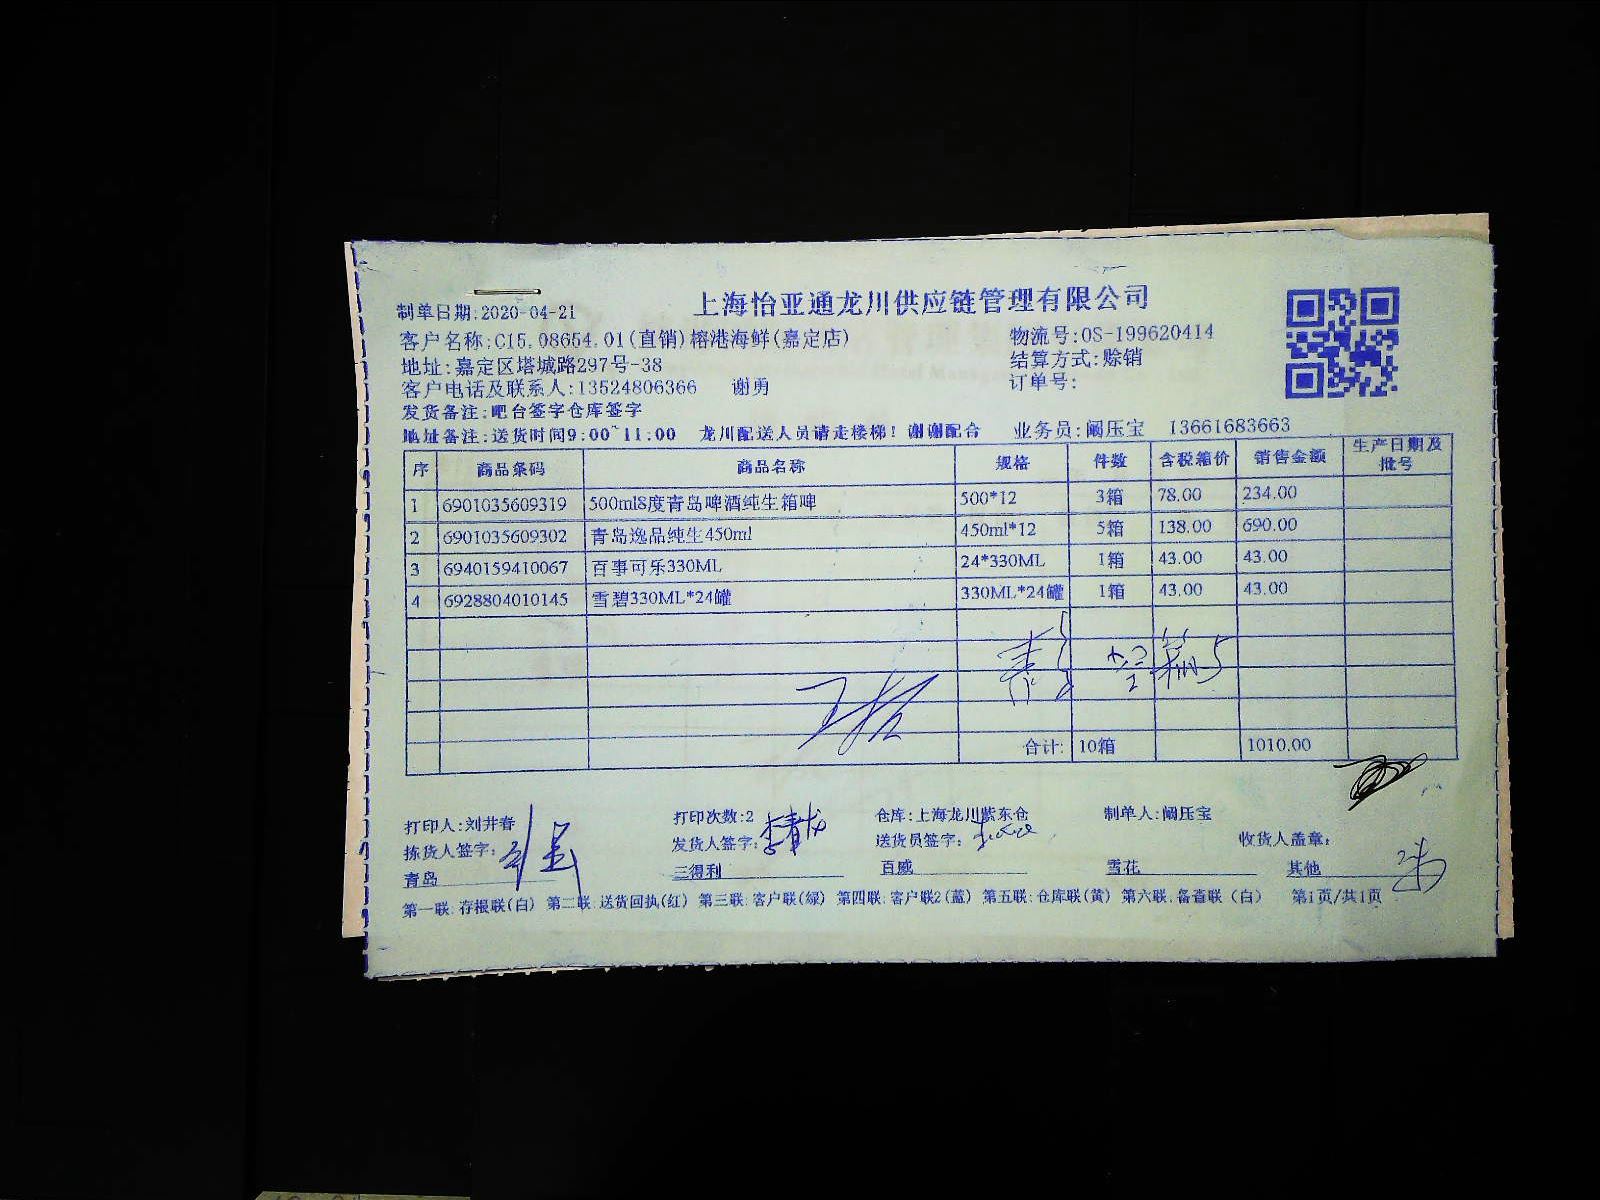 上海怡亚通龙川供应链管理有限公司
制单日期:2020-04-21
客户名称:C15.08654.01(直销)榕港海鲜(嘉定店) 物流号:OS-199620414
地址:嘉定区塔城路297号-38 结算方式:赊销
客户电话及联系人:13524806366 谢勇 订单号:
发货备注:吧台签字仓库签字
地址备注:送货时间9:00~11:00 龙川配送人员请走楼梯！谢谢配合 业务员:阚压宝 13661683663
序 商品条码 商品名称 规格 件数 含税箱价 销售金额 生产日期及批号
1 6901035609319 500ml8度青岛啤酒纯生箱啤 500*12 3箱 78.00 234.00
2 6901035609302 青岛逸品纯生450ml 450ml*12 5箱 138.00 690.00
3 6940159410067 百事可乐330ML 24*330ML 1箱 43.00 43.00
4 6928804010145 雪碧330ML*24罐 330ML*24罐 1箱 43.00 43.00
合计: 10箱 1010.00
打印人:刘井春 打印次数:2 仓库:上海龙川紫东仓 制单人:阚压宝
拣货人签字: 发货人签字: 送货员签字: 收货人盖章:
青岛 三得利 百威 雪花 其他
第一联:存根联(白) 第二联:送货回执(红) 第三联:客户联(绿) 第四联:客户联2(蓝) 第五联:仓库联(黄) 第六联:备查联(白) 第1页/共1页